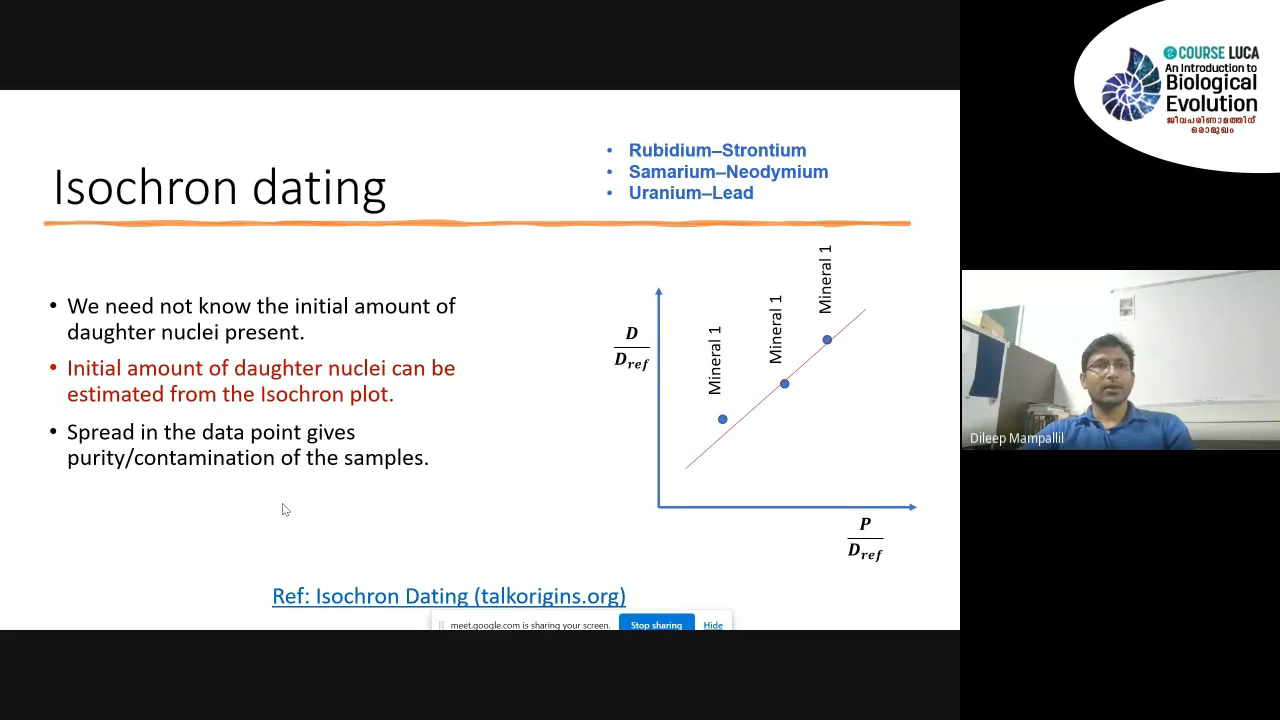 COURSE LUCA
An Introduction to
Biological
Evolution
ജീവപരിണാമത്തിന്
ഒരാമുഖം
Isochron dating
• Rubidium–Strontium
• Samarium–Neodymium
• Uranium–Lead
• We need not know the initial amount of
daughter nuclei present.
• Initial amount of daughter nuclei can be
estimated from the Isochron plot.
• Spread in the data point gives
purity/contamination of the samples.
Mineral 1
Mineral 1
Mineral 1
D
Dref
P
Dref
Ref: Isochron Dating (talkorigins.org)
meet.google.com is sharing your screen. Stop sharing Hide
Dileep Mampallil